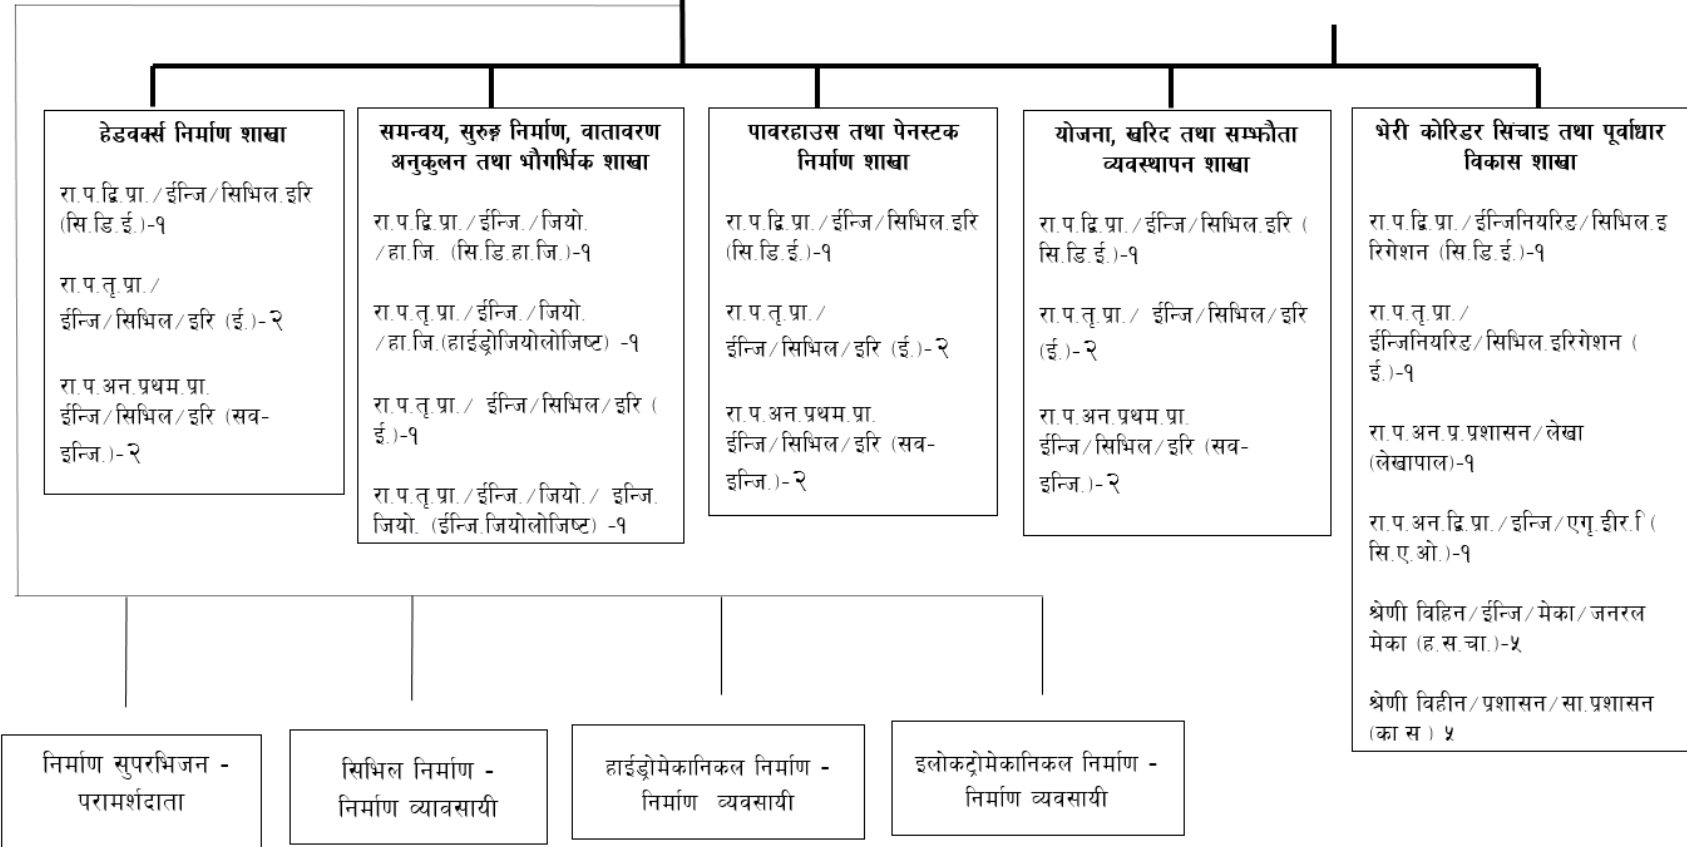 हेडवर्क्स निर्माण शाखा
रा.प.द्वि.प्रा./ईन्जि/सिभिल.इरि
(सि.डि.ई.)-१
रा.प.तृ.प्रा./
ईन्जि/सिभिल/इरि (ई.)-२
रा.प.अन.प्रथम.प्रा.
ईन्जि/सिभिल/इरि (सव-
इन्जि.)-२
समन्वय, सुरुङ्ग निर्माण, वातावरण
अनुकुलन तथा भौगर्भिक शाखा
रा.प.द्वि.प्रा./ईन्जि./जियो.
/हा.जि. (सि.डि.हा.जि.)-१
रा.प.तृ.प्रा./ईन्जि./जियो.
/हा.जि.(हाईड्रोजियोलोजिष्ट) -१
रा.प.तृ.प्रा./ ईन्जि/सिभिल/इरि (
ई.)-१
रा.प.तृ.प्रा./ईन्जि./जियो./ इन्जि.
जियो. (ईन्जि.जियोलोजिष्ट) -१
पावरहाउस तथा पेनस्टक
निर्माण शाखा
रा.प.द्वि.प्रा./ईन्जि/सिभिल.इरि
(सि.डि.ई.)-१
रा.प.तृ.प्रा./
ईन्जि/सिभिल/इरि (ई.)-२
रा.प.अन.प्रथम.प्रा.
ईन्जि/सिभिल/इरि (सव-
इन्जि.)-२
योजना, खरिद तथा सम्झौता
व्यवस्थापन शाखा
रा.प.द्वि.प्रा./ईन्जि/सिभिल.इरि (
सि.डि.ई.)-१
रा.प.तृ.प्रा./ ईन्जि/सिभिल/इरि
(ई.)-२
रा.प.अन.प्रथम.प्रा.
ईन्जि/सिभिल/इरि (सव-
इन्जि.)-२
भेरी कोरिडर सिंचाइ तथा पूर्वाधार
विकास शाखा
रा.प.द्वि.प्रा./ईन्जिनियरिङ/सिभिल.इ
रिगेशन (सि.डि.ई.)-१
रा.प.तृ.प्रा./
ईन्जिनियरिङ/सिभिल.इरिगेशन (
ई.)-१
रा.प.अन.प्र.प्रशासन/लेखा
(लेखापाल)-१
रा.प.अन.द्वि.प्रा./इन्जि/एगृ.ईर.ि (
सि.ए.ओ.)-१
श्रेणी विहिन/ईन्जि/मेका/जनरल
मेका (ह.स.चा.)-५
श्रेणी विहीन/प्रशासन/सा.प्रशासन
(का स ) ५
निर्माण सुपरभिजन -
परामर्शदाता
सिभिल निर्माण -
निर्माण व्यावसायी
हाईड्रोमेकानिकल निर्माण -
निर्माण व्यवसायी
इलोकट्रोमेकानिकल निर्माण -
निर्माण व्यवसायी